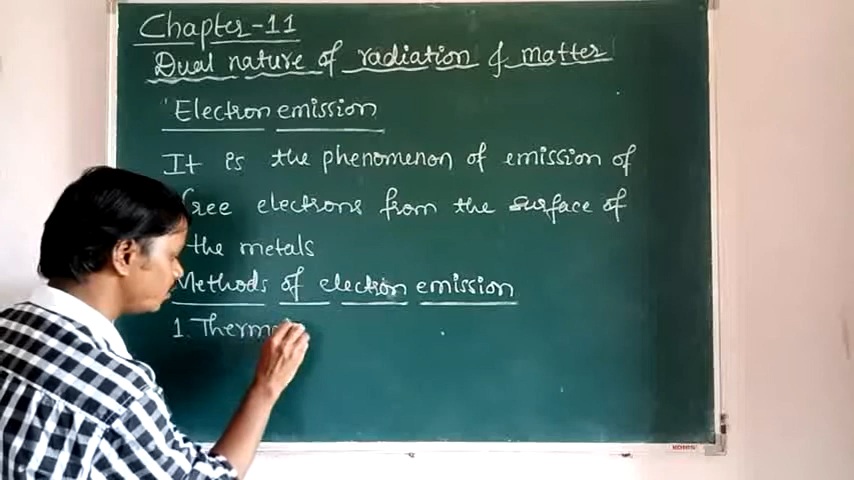 Chapter-11
Dual nature of radiation & matter
Electron emission
It is the phenomenon of emission of
free electrons from the surface of
the metals
Methods of electron emission
1. Therm